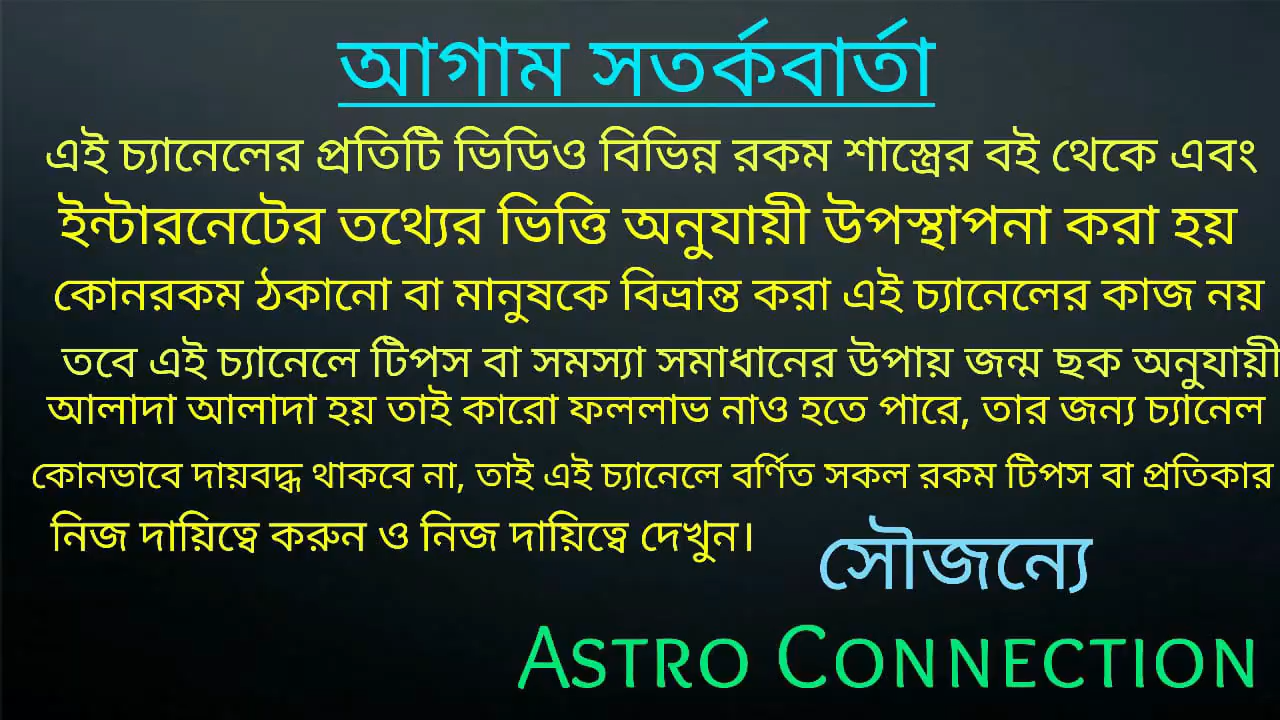 আগাম সতর্কবার্তা
এই চ্যানেলের প্রতিটি ভিডিও বিভিন্ন রকম শাস্ত্রের বই থেকে এবং
ইন্টারনেটের তথ্যের ভিত্তি অনুযায়ী উপস্থাপনা করা হয়
কোনরকম ঠকানো বা মানুষকে বিভ্রান্ত করা এই চ্যানেলের কাজ নয়
তবে এই চ্যানেলে টিপস বা সমস্যা সমাধানের উপায় জন্ম ছক অনুযায়ী
আলাদা আলাদা হয় তাই কারো ফললাভ নাও হতে পারে, তার জন্য চ্যানেল
কোনভাবে দায়বদ্ধ থাকবে না, তাই এই চ্যানেলে বর্ণিত সকল রকম টিপস বা প্রতিকার
নিজ দায়িত্বে করুন ও নিজ দায়িত্বে দেখুন।
সৌজন্যে
ASTRO CONNECTION